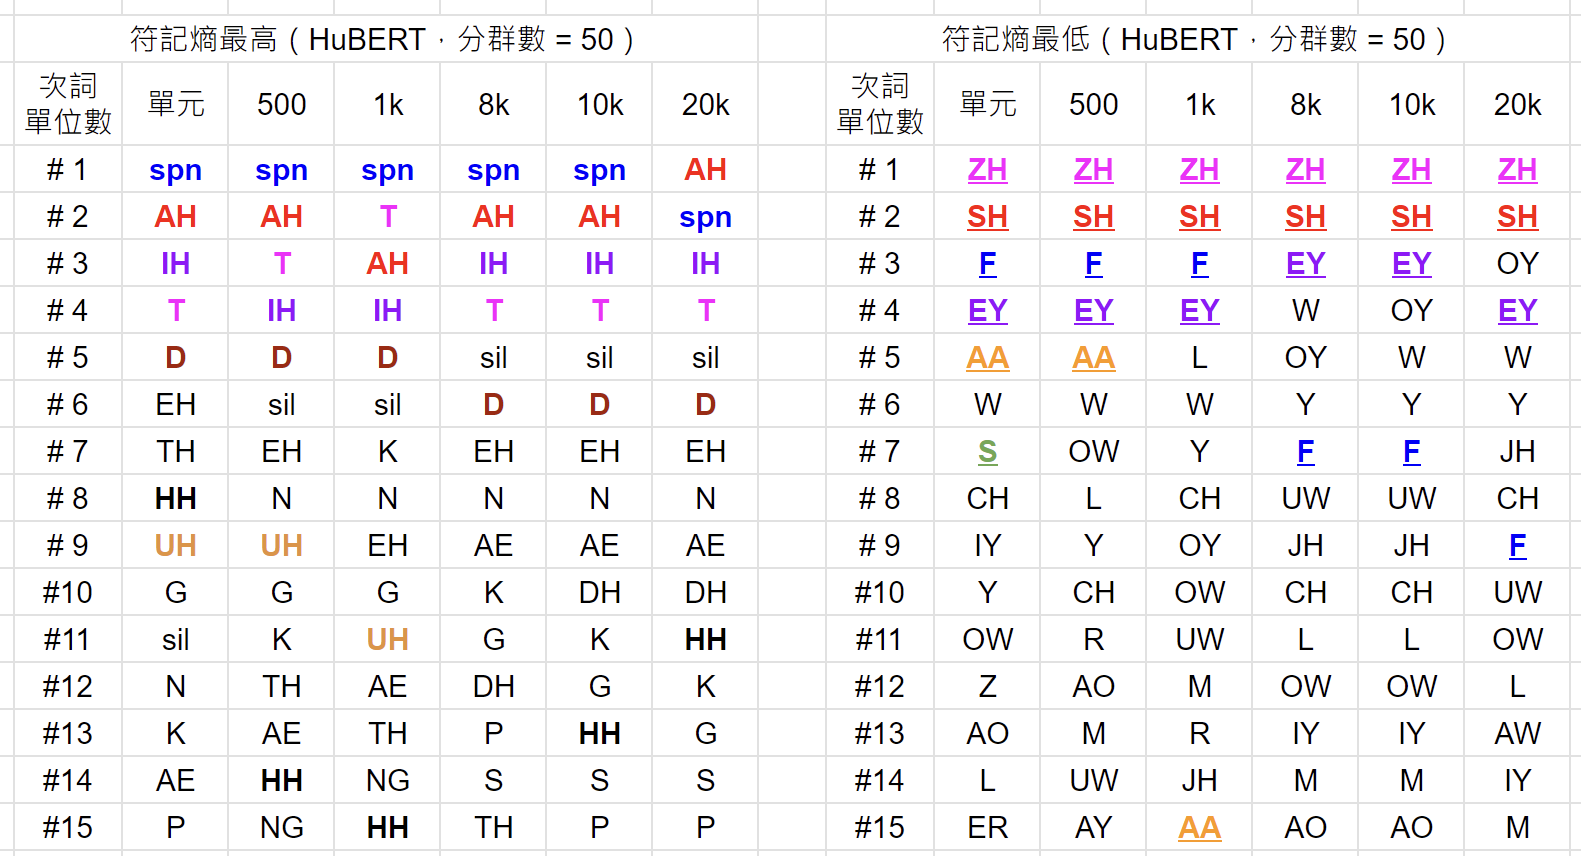 符記熵最高（HuBERT，分群數 = 50） 符記熵最低（HuBERT，分群數 = 50）
次詞單位數 單元 500 1k 8k 10k 20k 次詞單位數 單元 500 1k 8k 10k 20k
# 1 spn spn spn spn spn AH # 1 ZH ZH ZH ZH ZH ZH
# 2 AH AH T AH AH spn # 2 SH SH SH SH SH SH
# 3 IH T AH IH IH IH # 3 F F F EY EY OY
# 4 T IH IH T T T # 4 EY EY EY W OY EY
# 5 D D D sil sil sil # 5 AA AA L OY W W
# 6 EH sil sil D D D # 6 W W W Y Y Y
# 7 TH EH K EH EH EH # 7 S OW Y F F JH
# 8 HH N N N N N # 8 CH L CH UW UW CH
# 9 UH UH EH AE AE AE # 9 IY Y OY JH JH F
#10 G G G K DH DH #10 Y CH OW CH CH UW
#11 sil K UH G K HH #11 OW R UW L L OW
#12 N TH AE DH G K #12 Z AO M OW OW L
#13 K AE TH P HH G #13 AO M R IY IY AW
#14 AE HH NG S S S #14 L UW JH M M IY
#15 P NG HH TH P P #15 ER AY AA AO AO M